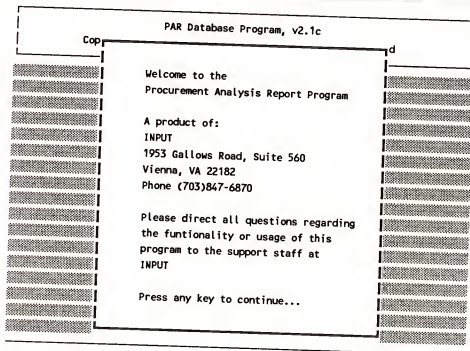 PAR Database Program, v2.1c
Cop
d
Welcome to the
Procurement Analysis Report Program
A product of:
INPUT
1953 Gallows Road, Suite 560
Vienna, VA 22182
Phone (703)847-6870
Please direct all questions regarding
the funtionality or usage of this
program to the support staff at
INPUT
Press any key to continue...